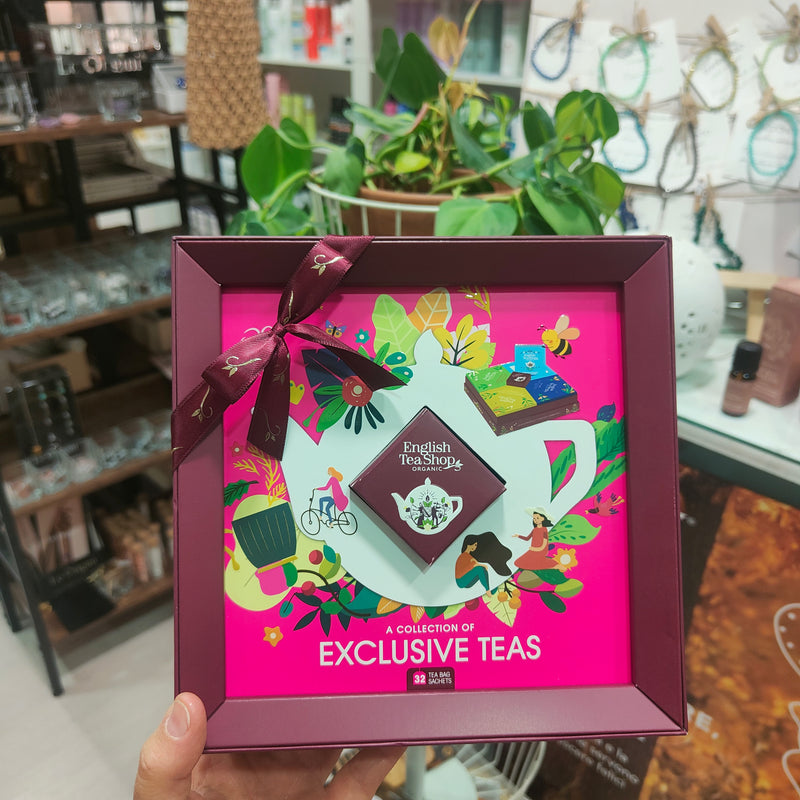 English
Tea Shop
ORGANIC
A COLLECTION OF
EXCLUSIVE TEAS
32 TEA BAG
SACHETS